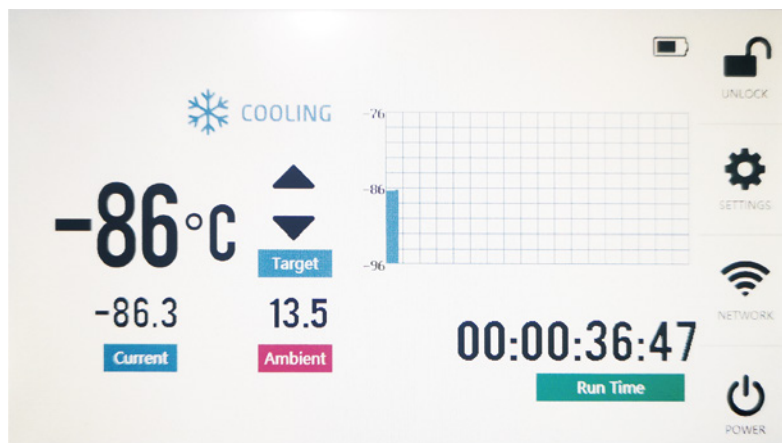 UNLOCK
COOLING
-76
-86
-96
-86°C
Target
SETTINGS
-86.3
13.5
Current
Ambient
00:00:36:47
Run Time
NETWORK
POWER